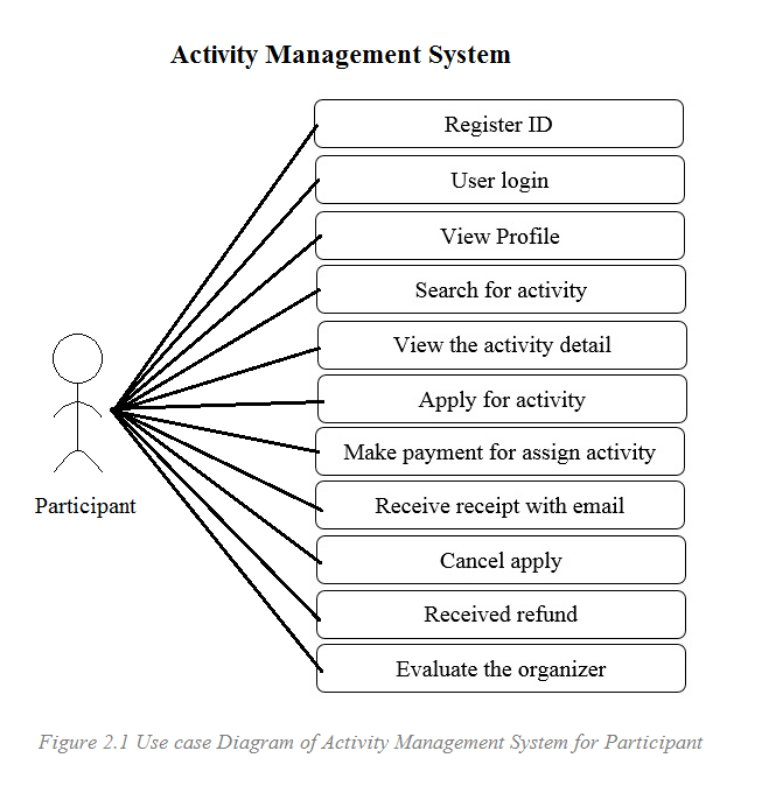 Activity Management System
Register ID
User login
View Profile
Search for activity
View the activity detail
Apply for activity
Make payment for assign activity
Receive receipt with email
Cancel apply
Received refund
Evaluate the organizer
Participant
Figure 2.1 Use case Diagram of Activity Management System for Participant